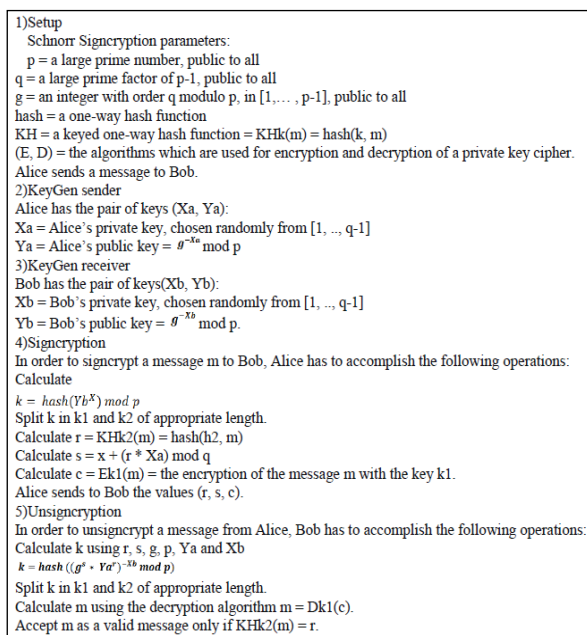 1)Setup
Schnorr Signcryption parameters:
p = a large prime number, public to all
q = a large prime factor of p-1, public to all
g = an integer with order q modulo p, in [1,... , p-1], public to all
hash = a one-way hash function
KH = a keyed one-way hash function = KHk(m) = hash(k, m)
(E, D) = the algorithms which are used for encryption and decryption of a private key cipher.
Alice sends a message to Bob.
2)KeyGen sender
Alice has the pair of keys (Xa, Ya):
Xa = Alice's private key, chosen randomly from [1, .., q-1]
Ya = Alice's public key = g^{-Xa} mod p
3)KeyGen receiver
Bob has the pair of keys(Xb, Yb):
Xb = Bob's private key, chosen randomly from [1, .., q-1]
Yb = Bob's public key = g^{-Xb} mod p.
4)Signcryption
In order to signcrypt a message m to Bob, Alice has to accomplish the following operations:
Calculate
k = hash(Yb^X) mod p
Split k in k1 and k2 of appropriate length.
Calculate r = KHk2(m) = hash(h2, m)
Calculate s = x + (r * Xa) mod q
Calculate c = Ek1(m) = the encryption of the message m with the key k1.
Alice sends to Bob the values (r, s, c).
5)Unsigncryption
In order to unsigncrypt a message from Alice, Bob has to accomplish the following operations:
Calculate k using r, s, g, p, Ya and Xb
k = hash ((g^s * Ya^r)^{-Xb} mod p)
Split k in k1 and k2 of appropriate length.
Calculate m using the decryption algorithm m = Dk1(c).
Accept m as a valid message only if KHk2(m) = r.